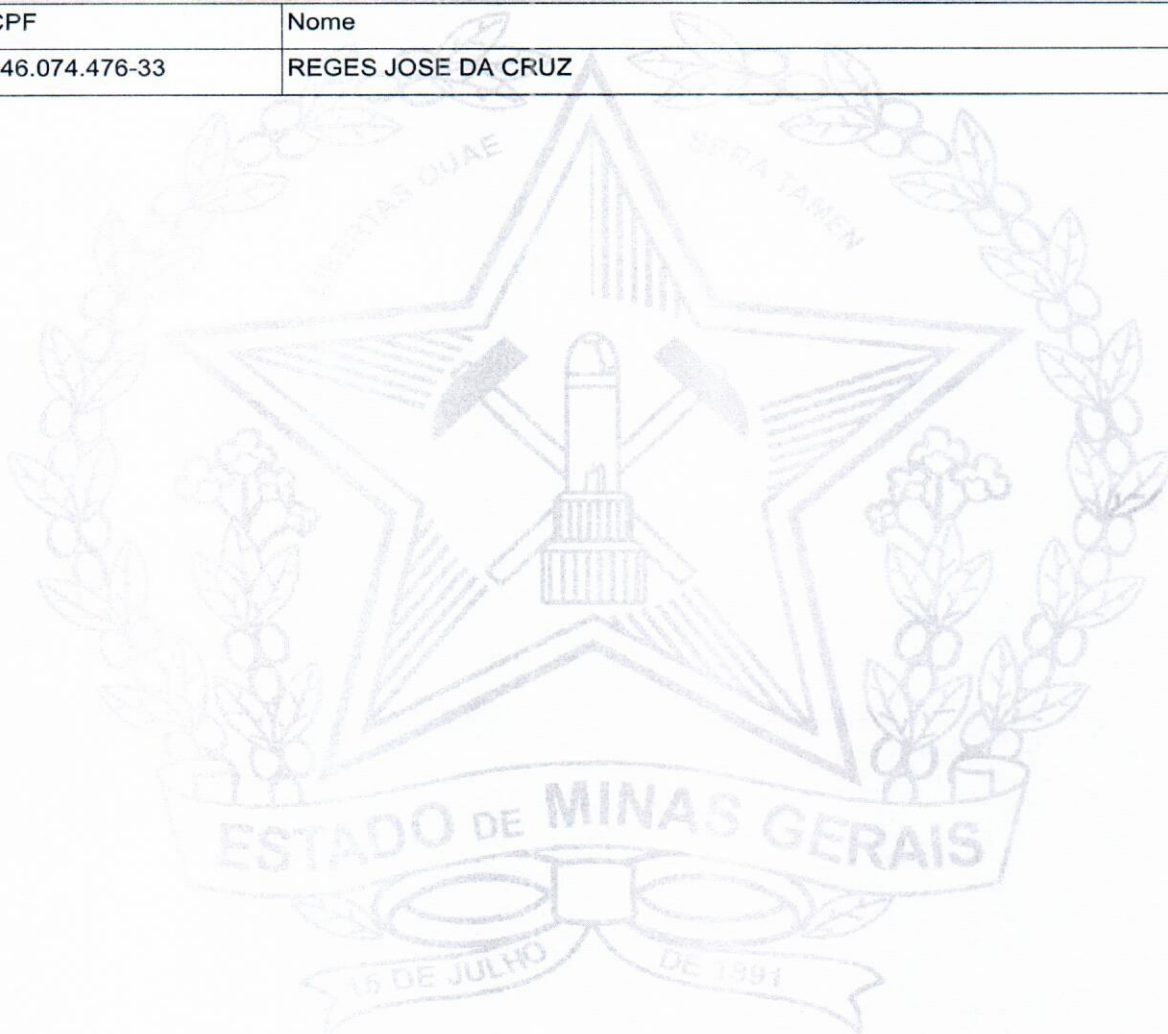 CPF Nome
46.074.476-33 REGES JOSE DA CRUZ
LIBERTAS QUAE SERA TAMEN
ESTADO DE MINAS GERAIS
15 DE JULHO DE 1891